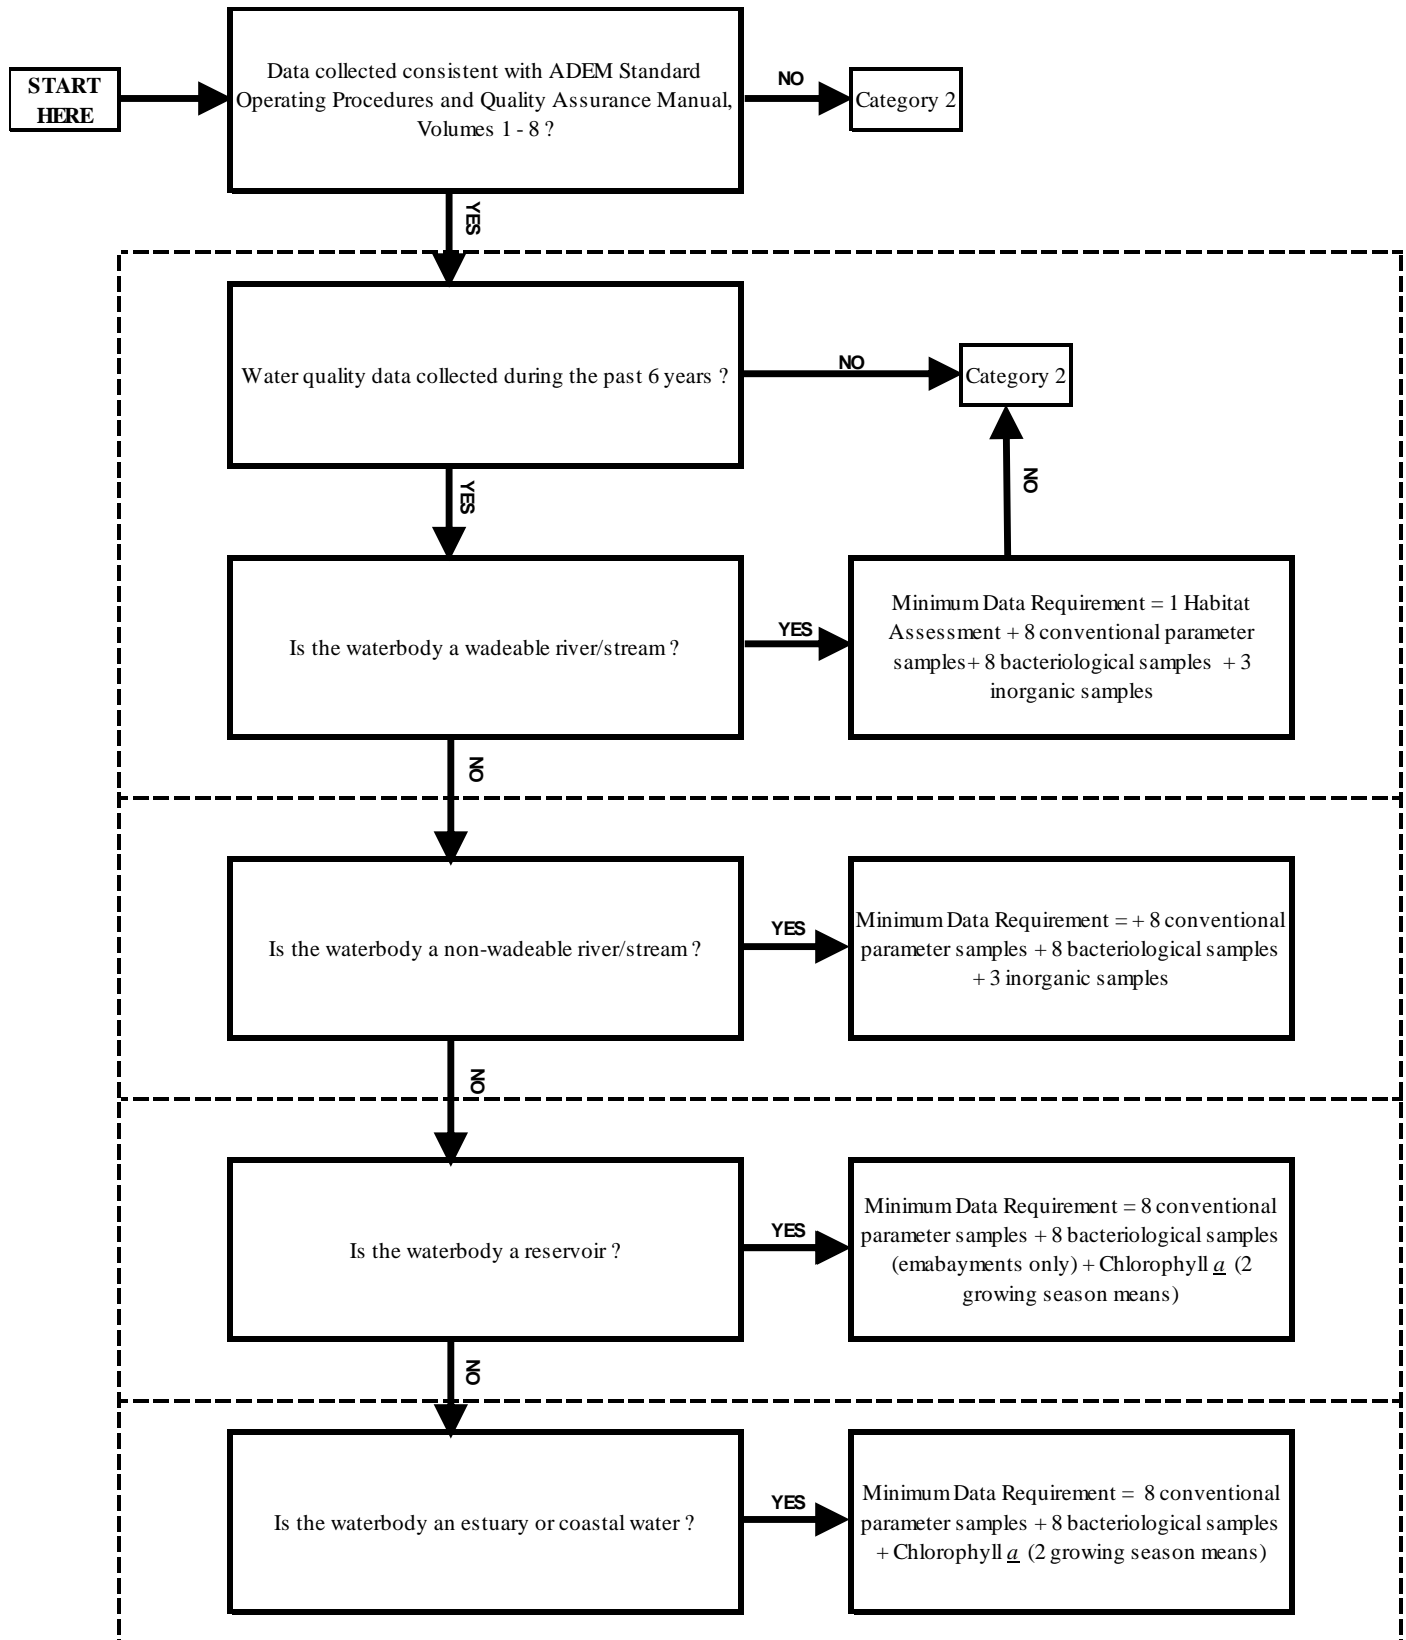 START
HERE
Data collected consistent with ADEM Standard
Operating Procedures and Quality Assurance Manual,
Volumes 1 - 8 ?
NO
Category 2
YES
Water quality data collected during the past 6 years ?
NO
Category 2
NO
YES
Is the waterbody a wadeable river/stream ?
YES
Minimum Data Requirement = 1 Habitat
Assessment + 8 conventional parameter
samples+ 8 bacteriological samples + 3
inorganic samples
NO
Is the waterbody a non-wadeable river/stream ?
YES
Minimum Data Requirement = + 8 conventional
parameter samples + 8 bacteriological samples
+ 3 inorganic samples
NO
Is the waterbody a reservoir ?
YES
Minimum Data Requirement = 8 conventional
parameter samples + 8 bacteriological samples
(emabayments only) + Chlorophyll a (2
growing season means)
NO
Is the waterbody an estuary or coastal water ?
YES
Minimum Data Requirement = 8 conventional
parameter samples + 8 bacteriological samples
+ Chlorophyll a (2 growing season means)